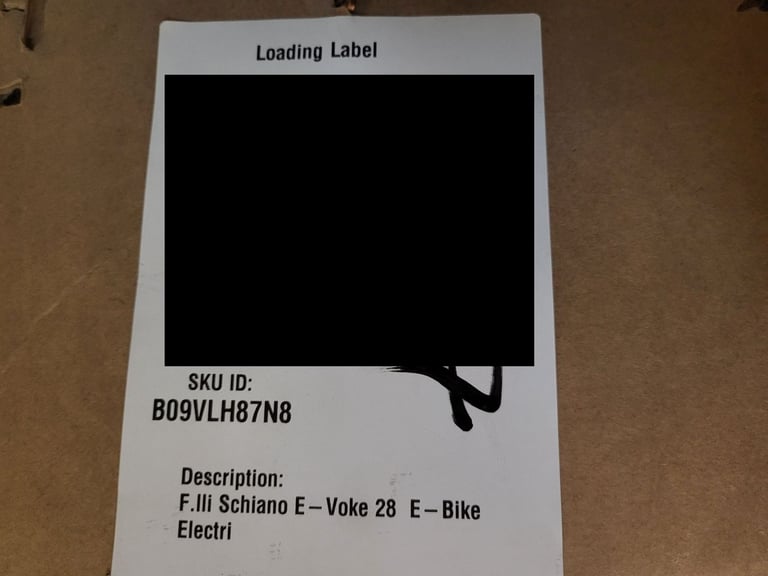 Loading Label
SKU ID:
B09VLH87N8
Description:
F.lli Schiano E-Voke 28 E-Bike
Electri